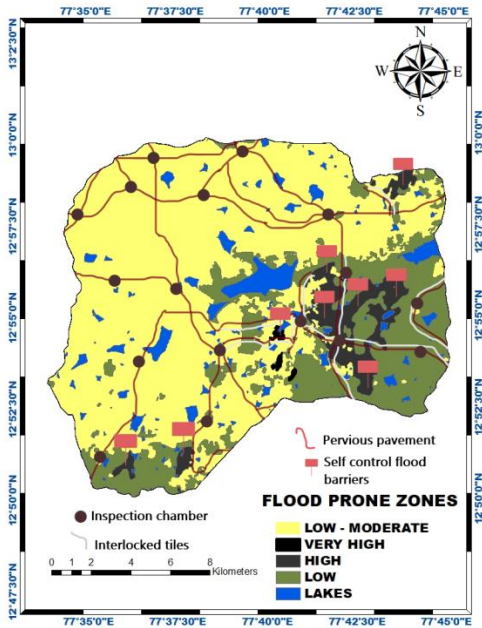 77°35'0"E 77°37'30"E 77°40'0"E 77°42'30"E 77°45'0"E
13°2'30"N
13°0'0"N
12°57'30"N
12°55'0"N
12°52'30"N
12°50'0"N
12°47'30"N
N
W E
S
13°0'0"N
12°57'30"N
12°55'0"N
12°52'30"N
12°50'0"N
Pervious pavement
Self control flood
barriers
FLOOD PRONE ZONES
Inspection chamber
LOW - MODERATE
Interlocked tiles
VERY HIGH
HIGH
0 1 2 4 6 8
Kilometers
LOW
LAKES
77°35'0"E 77°37'30"E 77°40'0"E 77°42'30"E 77°45'0"E